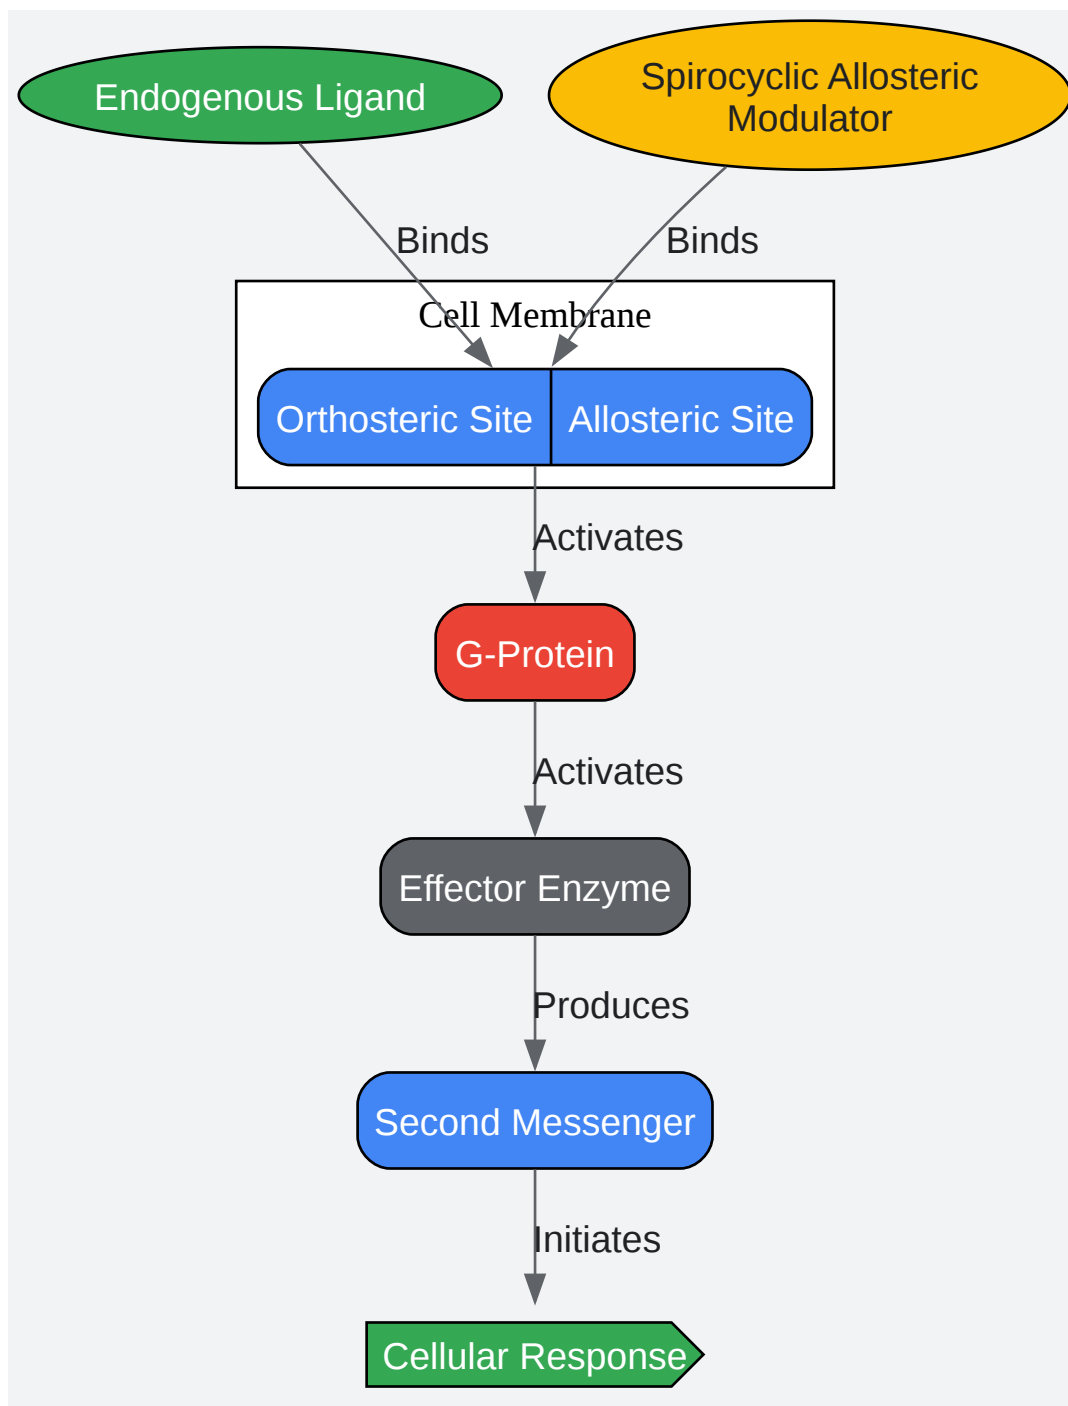 Endogenous Ligand
Spirocyclic Allosteric
Modulator
Binds
Binds
Cell Membrane
Orthosteric Site
Allosteric Site
Activates
G-Protein
Activates
Effector Enzyme
Produces
Second Messenger
Initiates
Cellular Response